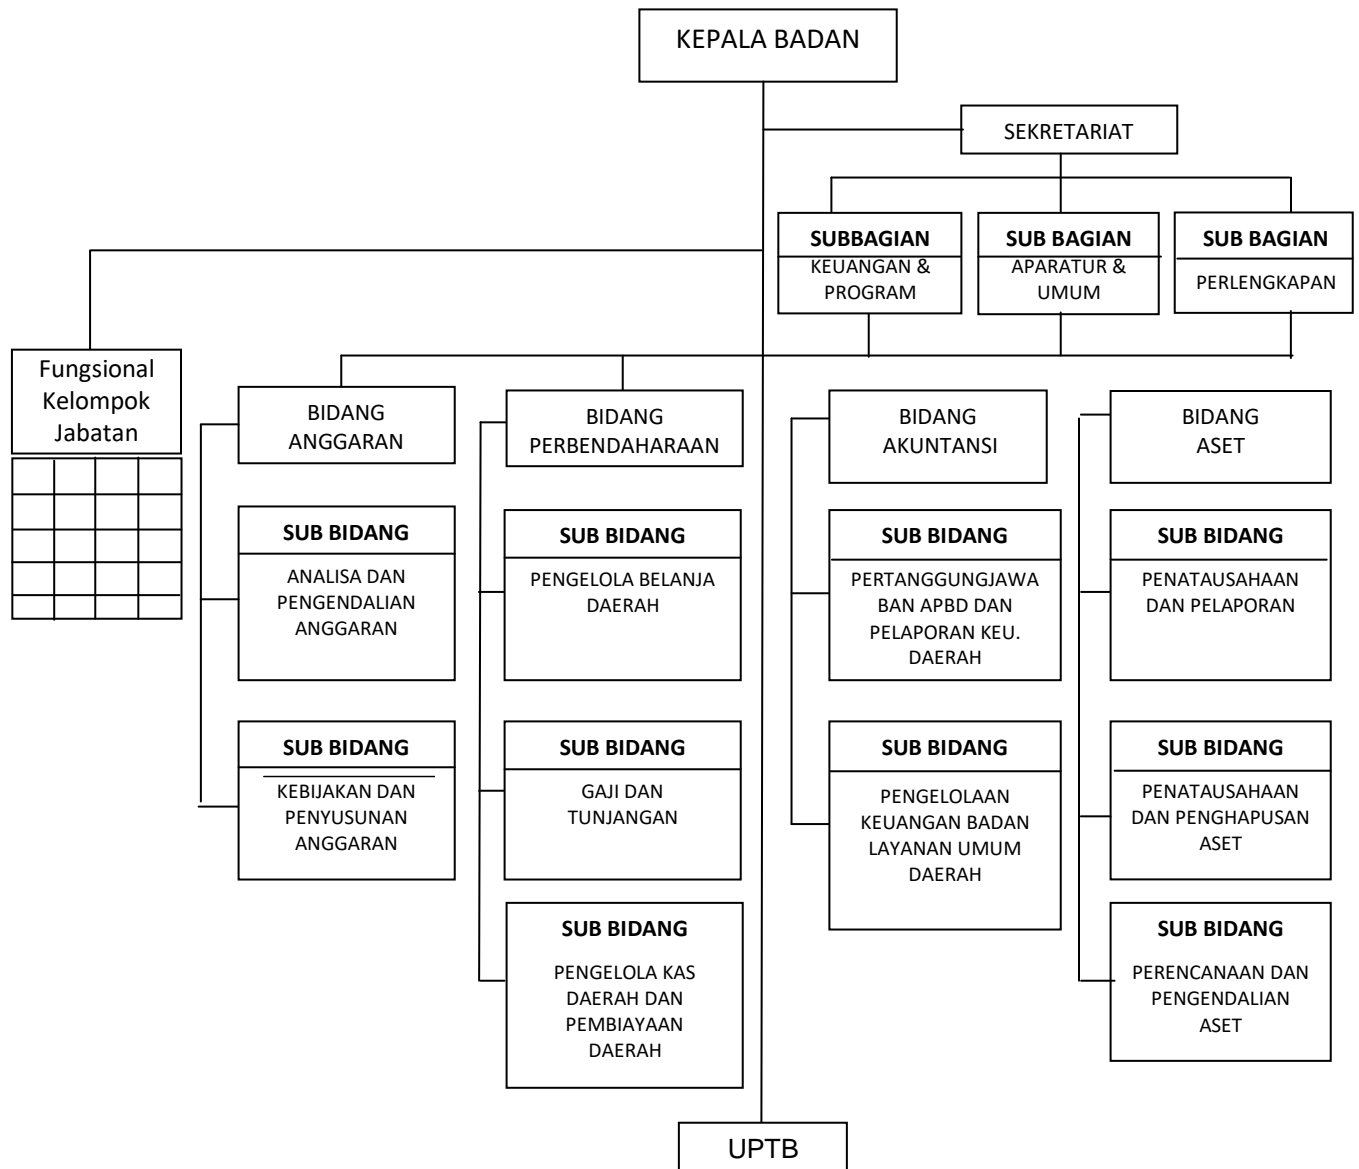 KEPALA BADAN
SEKRETARIAT
SUBBAGIAN
KEUANGAN &
PROGRAM
SUB BAGIAN
APARATUR &
UMUM
SUB BAGIAN
PERLENGKAPAN
Fungsional
Kelompok
Jabatan
BIDANG
ANGGARAN
BIDANG
PERBENDAHARAAN
BIDANG
AKUNTANSI
BIDANG
ASET
SUB BIDANG
ANALISA DAN
PENGENDALIAN
ANGGARAN
SUB BIDANG
PENGELOLA BELANJA
DAERAH
SUB BIDANG
PERTANGGUNGJAWA
BAN APBD DAN
PELAPORAN KEU.
DAERAH
SUB BIDANG
PENATAUSAHAAN
DAN PELAPORAN
SUB BIDANG
KEBIJAKAN DAN
PENYUSUNAN
ANGGARAN
SUB BIDANG
GAJI DAN
TUNJANGAN
SUB BIDANG
PENGELOLAAN
KEUANGAN BADAN
LAYANAN UMUM
DAERAH
SUB BIDANG
PENATAUSAHAAN
DAN PENGHAPUSAN
ASET
SUB BIDANG
PENGELOLA KAS
DAERAH DAN
PEMBIAYAAN
DAERAH
SUB BIDANG
PERENCANAAN DAN
PENGENDALIAN
ASET
UPTB